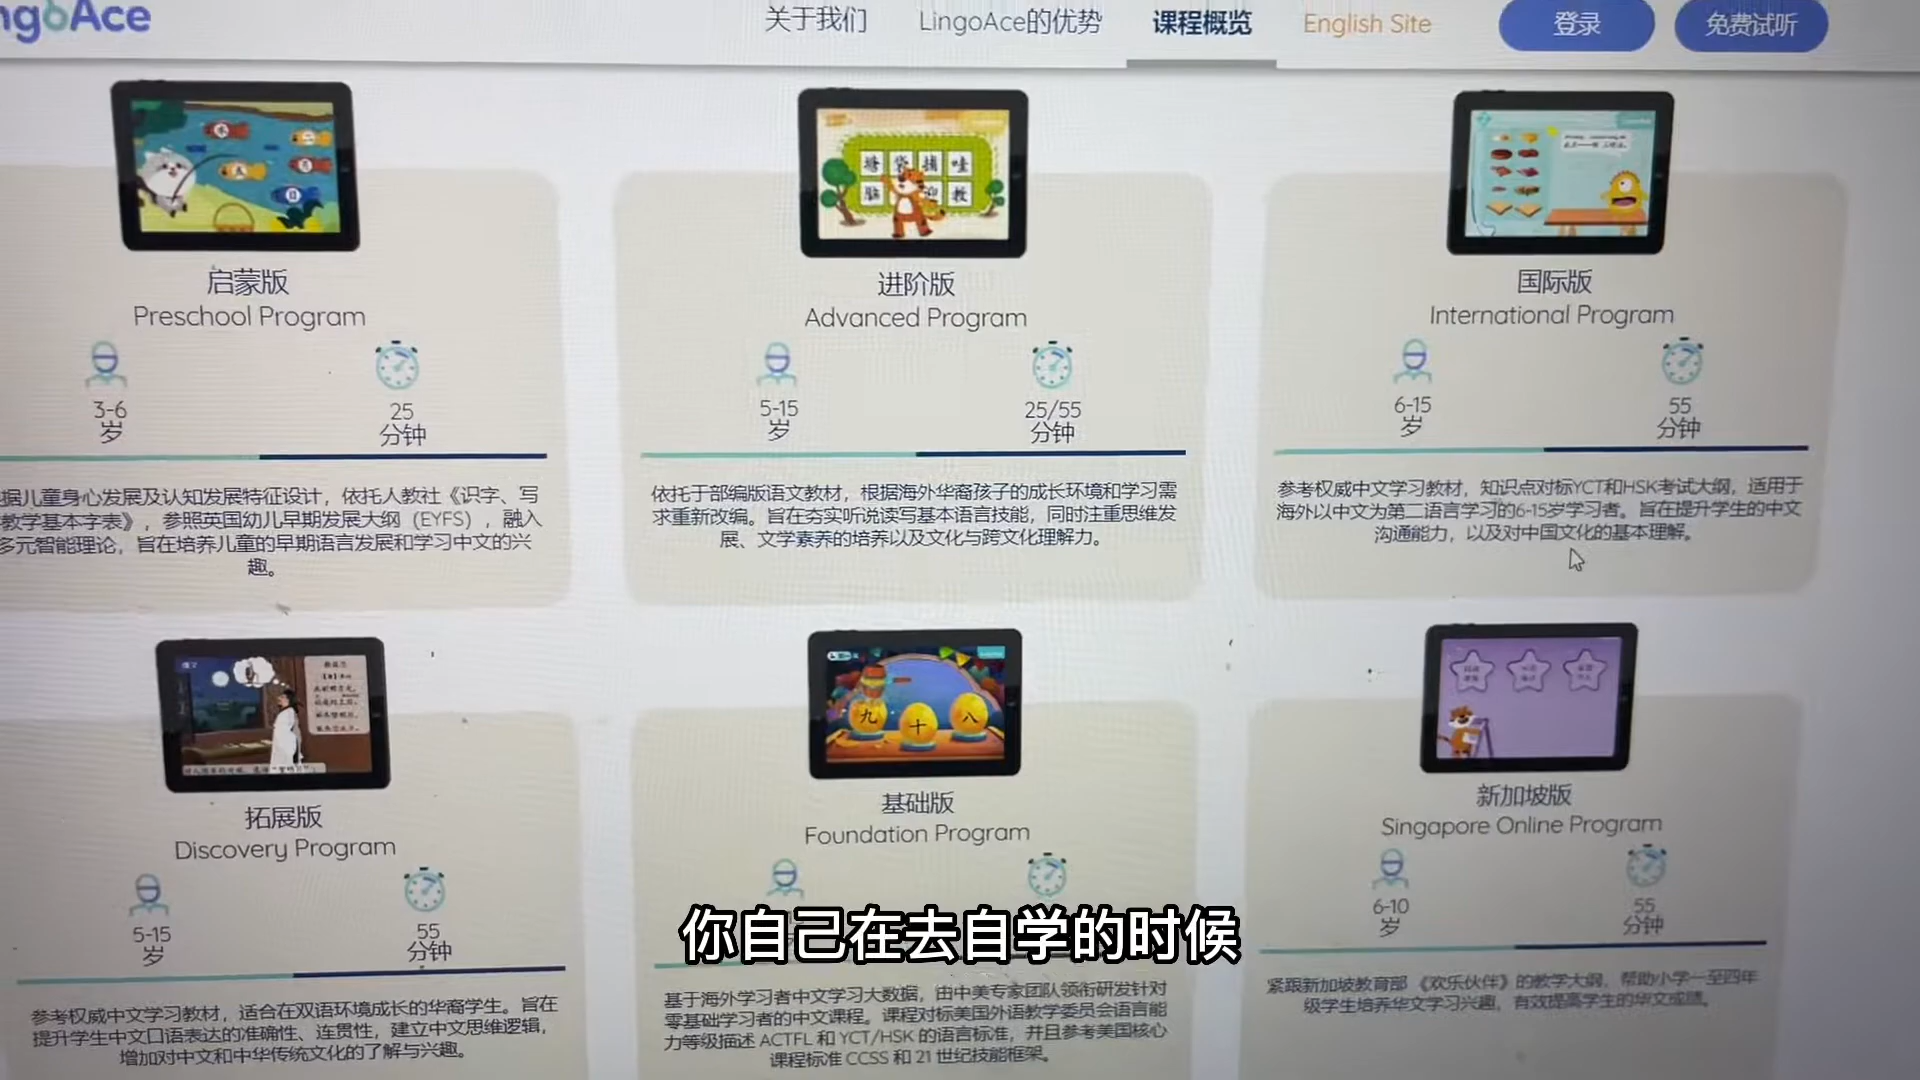 ngoAce
关于我们
LingoAce的优势
课程概览
English Site
登录
免费试听
启蒙版
Preschool Program
3-6
岁
25
分钟
据儿童身心发展及认知发展特征设计，依托人教社《识字、写
教学基本字表》，参照英国幼儿早期发展大纲（EYFS），融入
多元智能理论，旨在培养儿童的早期语言发展和学习中文的兴
趣。
塘 袋 捕 哇
脑 迎 教
进阶版
Advanced Program
5-15
岁
25/55
分钟
依托于部编版语文教材，根据海外华裔孩子的成长环境和学习需
求重新改编。旨在夯实听说读写基本语言技能，同时注重思维发
展、文学素养的培养以及文化与跨文化理解力。
国际版
International Program
6-15
岁
55
分钟
参考权威中文学习教材，知识点对标YCT和HSK考试大纲，适用于
海外以中文为第二语言学习的6-15岁学习者。旨在提升学生的中文
沟通能力，以及对中国文化的基本理解。
拓展版
Discovery Program
5-15
岁
55
分钟
参考权威中文学习教材，适合在双语环境成长的华裔学生。旨在
提升学生中文口语表达的准确性、连贯性，建立中文思维逻辑，
增加对中文和中华传统文化的了解与兴趣。
九 十 八
基础版
Foundation Program
基于海外学习者中文学习大数据，由中美专家团队领衔研发针对
零基础学习者的中文课程。课程对标美国外语教学委员会语言能
力等级描述 ACTFL 和 YCT/HSK 的语言标准，并且参考美国核心
课程标准 CCSS 和 21 世纪技能框架。
新加坡版
Singapore Online Program
6-10
岁
55
分钟
紧跟新加坡教育部《欢乐伙伴》的教学大纲，帮助小学一至四年
级学生培养华文学习兴趣，有效提高学生的华文成绩。
你自己在去自学的时候